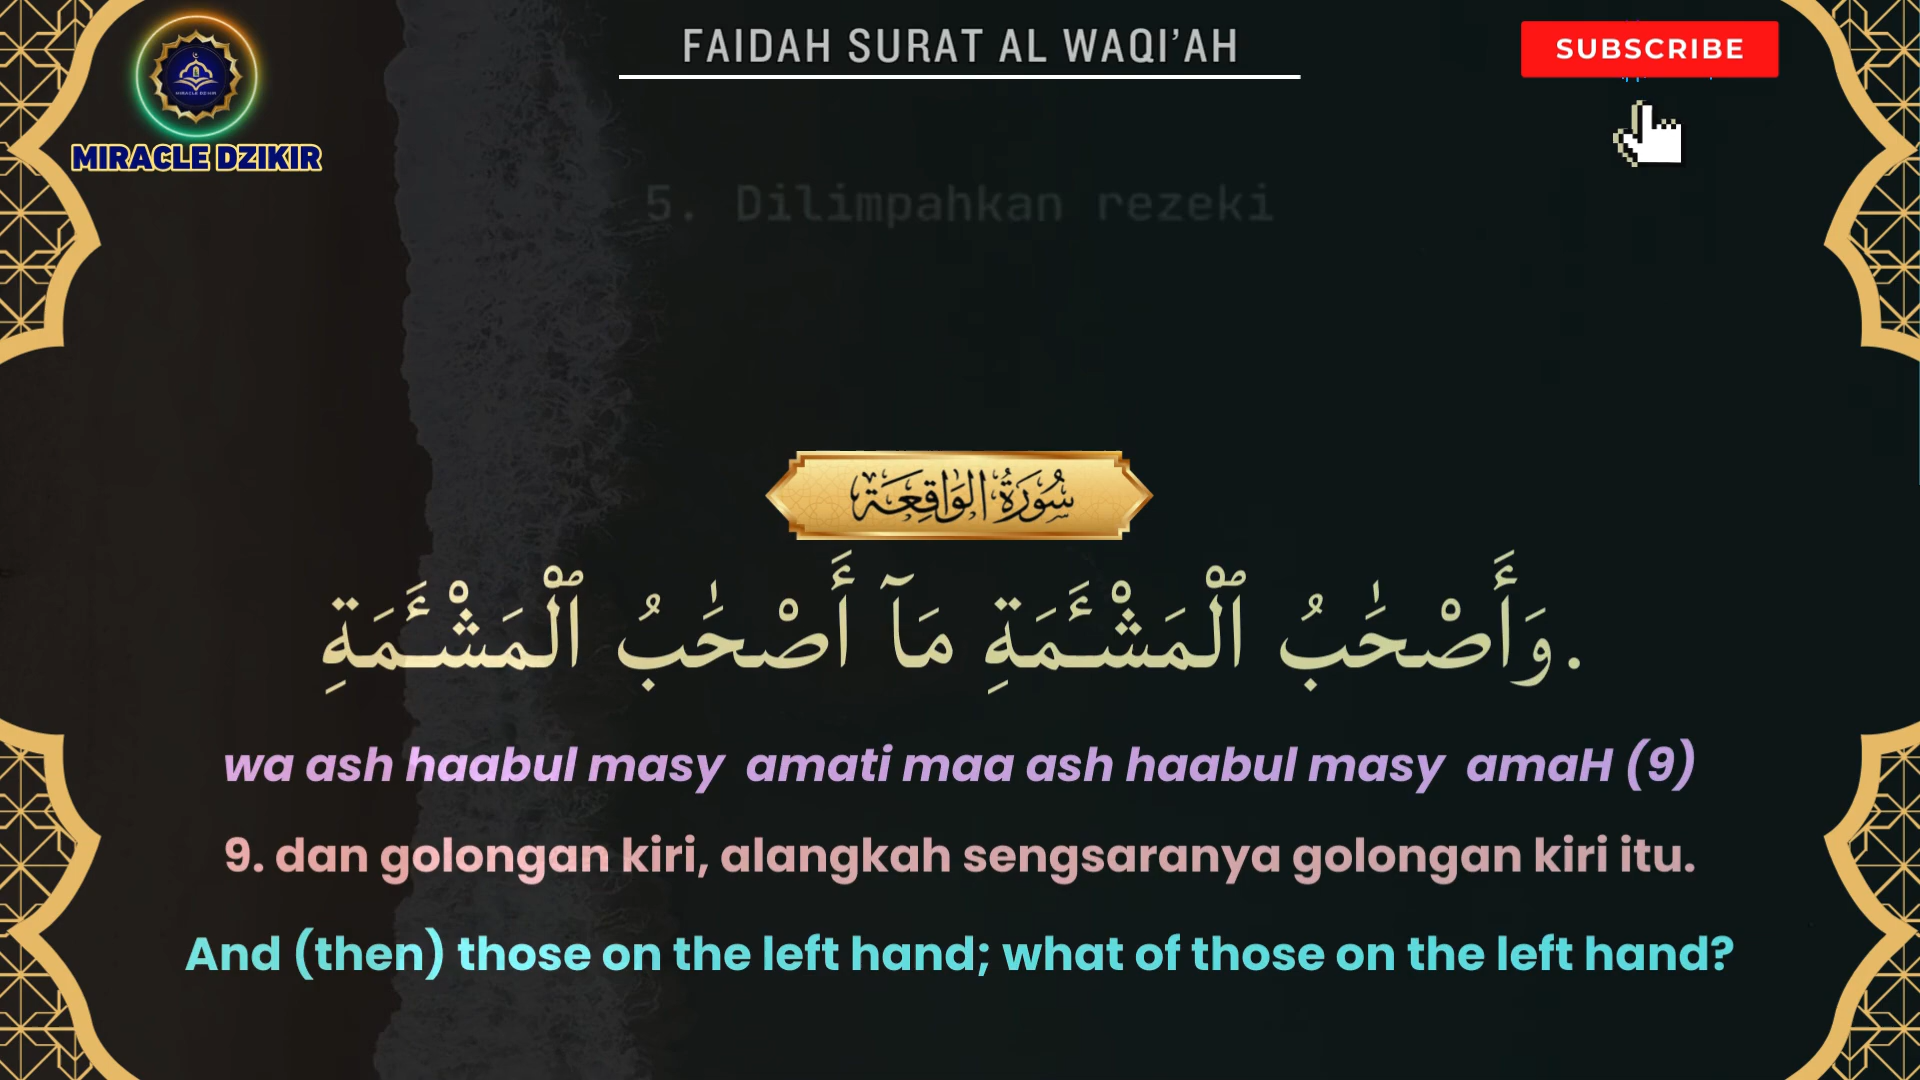 FAIDAH SURAT AL WAQI’AH
SUBSCRIBE
MIRACLE DZIKIR
5. Dilimpahkan rezeki
سُورَةُ الوَاقِعَة
وَأَصْحَٰبُ ٱلْمَشْـَٔمَةِ مَآ أَصْحَٰبُ ٱلْمَشْـَٔمَةِ.
wa ash haabul masy  amati maa ash haabul masy  amaH (9)
9. dan golongan kiri, alangkah sengsaranya golongan kiri itu.
And (then) those on the left hand; what of those on the left hand?